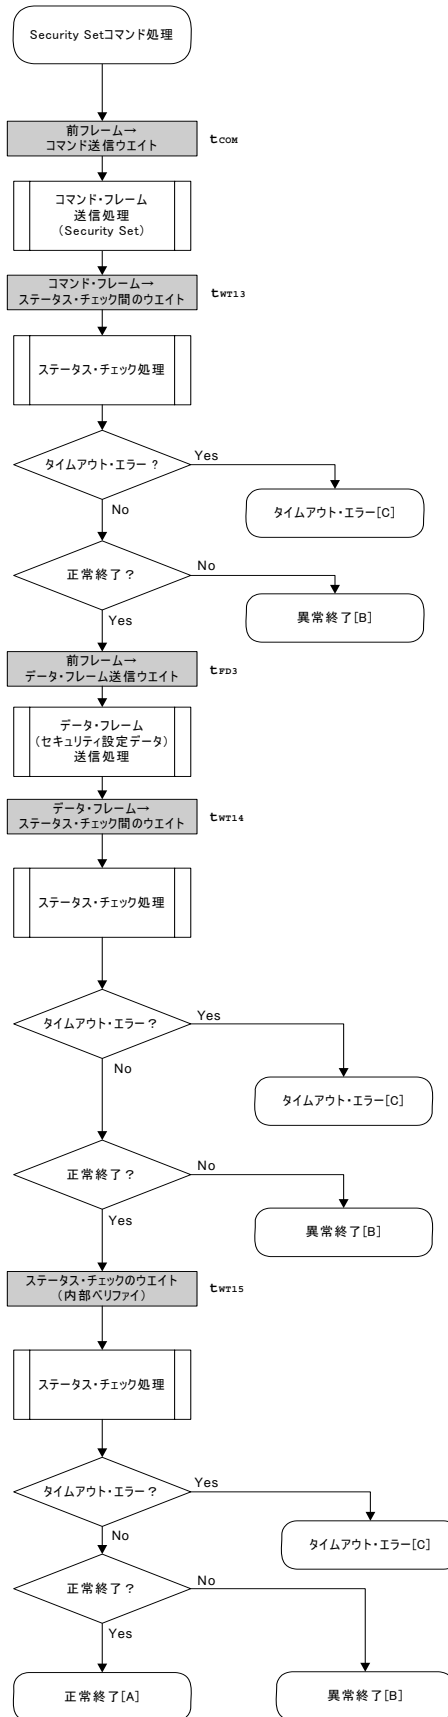 Security Setコマンド処理
前フレーム→
コマンド送信ウエイト
tCOM
コマンド・フレーム
送信処理
(Security Set)
コマンド・フレーム→
ステータス・チェック間のウエイト
tWT13
ステータス・チェック処理
タイムアウト・エラー？
Yes
No
タイムアウト・エラー[C]
正常終了？
No
Yes
異常終了[B]
前フレーム→
データ・フレーム送信ウエイト
tFD3
データ・フレーム
(セキュリティ設定データ)
送信処理
データ・フレーム→
ステータス・チェック間のウエイト
tWT14
ステータス・チェック処理
タイムアウト・エラー？
Yes
No
タイムアウト・エラー[C]
正常終了？
No
Yes
異常終了[B]
ステータス・チェックのウエイト
(内部ベリファイ)
tWT15
ステータス・チェック処理
タイムアウト・エラー？
Yes
No
タイムアウト・エラー[C]
正常終了？
No
Yes
正常終了[A]
異常終了[B]